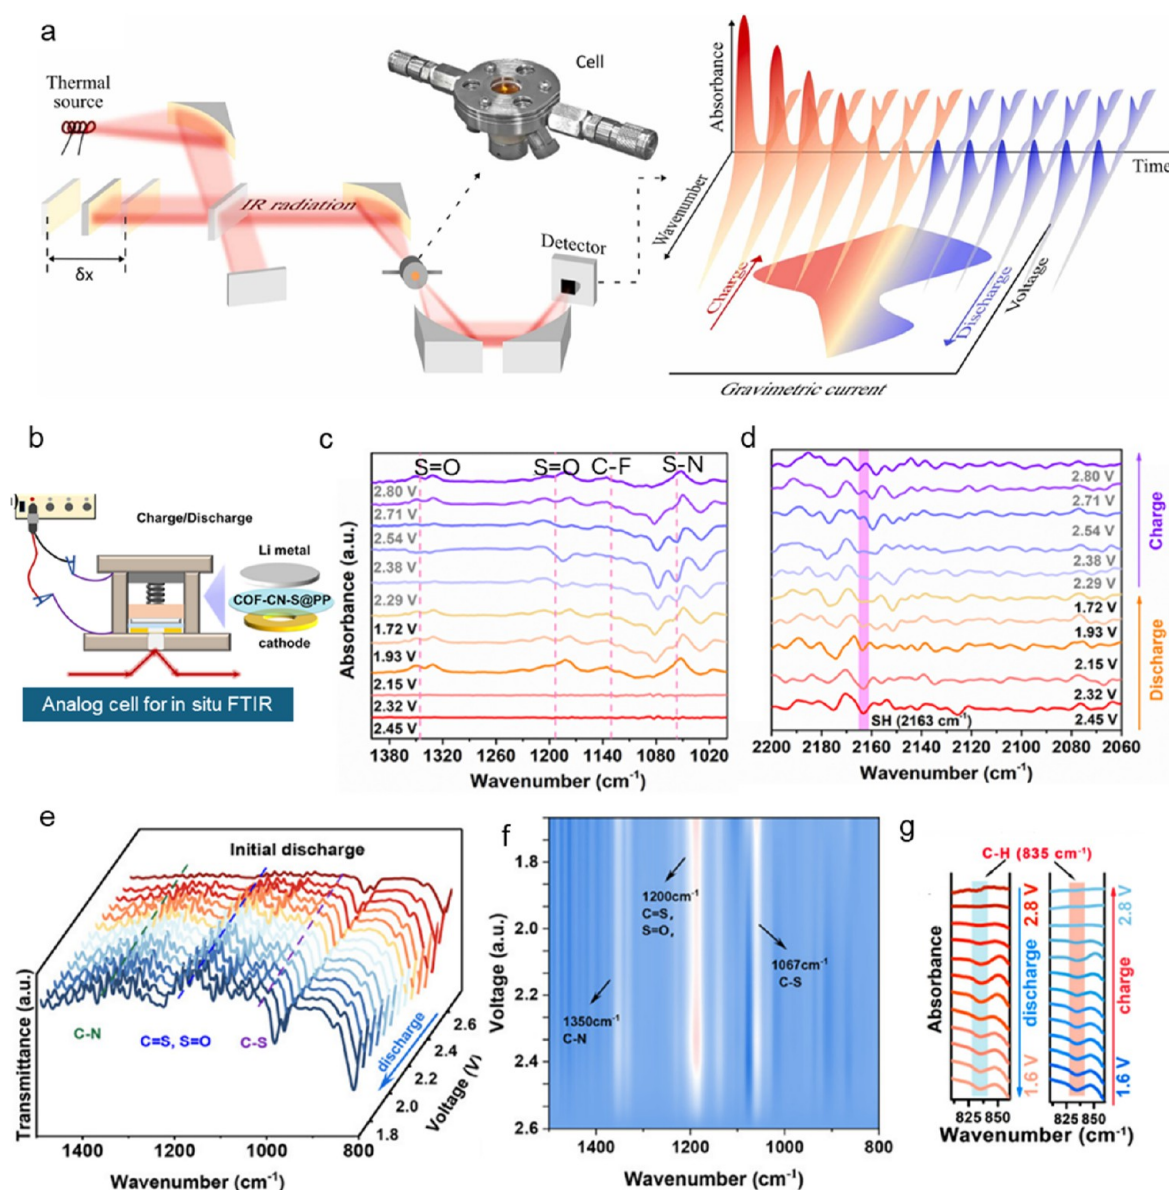 a
Thermal
source
IR radiation
δx
Cell
Detector
Absorbance
Wavenumber
Time
Charge
Discharge
Voltage
Gravimetric current
b
Charge/Discharge
Li metal
COF-CN-S@PP
cathode
Analog cell for in situ FTIR
c
S=O S=O C-F S-N
2.80 V
2.71 V
2.54 V
2.38 V
2.29 V
1.72 V
1.93 V
2.15 V
2.32 V
2.45 V
Absorbance (a.u.)
1380 1320 1260 1200 1140 1080 1020
Wavenumber (cm⁻¹)
d
2.80 V
2.71 V
2.54 V
2.38 V
2.29 V
1.72 V
1.93 V
2.15 V
2.32 V
2.45 V
SH (2163 cm⁻¹)
Charge
Discharge
2200 2180 2160 2140 2120 2100 2080 2060
Wavenumber (cm⁻¹)
e
Initial discharge
Transmittance (a.u.)
C-N
C=S, S=O
C-S
discharge
2.6
2.4
2.2
2.0
1.8
Voltage (V)
1400 1200 1000 800
Wavenumber (cm⁻¹)
f
Voltage (a.u.)
1.8
2.0
2.2
2.4
2.6
1200cm⁻¹
C=S,
S=O,
1067cm⁻¹
C-S
1350cm⁻¹
C-N
1400 1200 1000 800
Wavenumber (cm⁻¹)
g
C-H (835 cm⁻¹)
Absorbance
2.8 V
discharge
1.6 V
2.8 V
charge
1.6 V
825 850 825 850
Wavenumber (cm⁻¹)